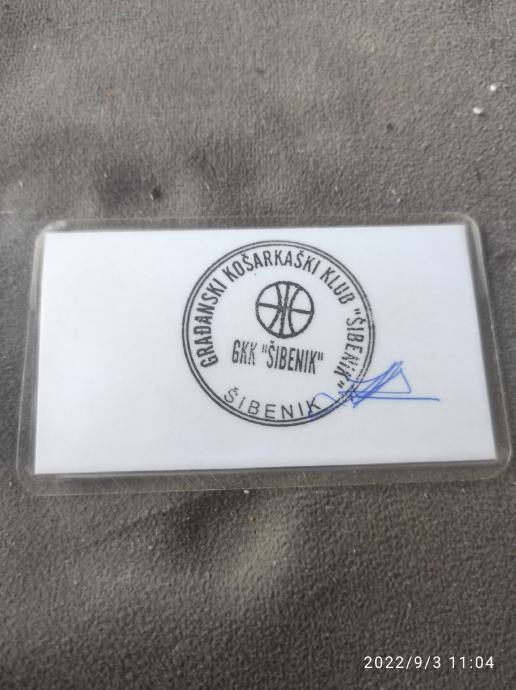 GRAĐANSKI KOŠARKAŠKI KLUB "ŠIBENIK"
GKK "ŠIBENIK"
ŠIBENIK
2022/9/3 11:04